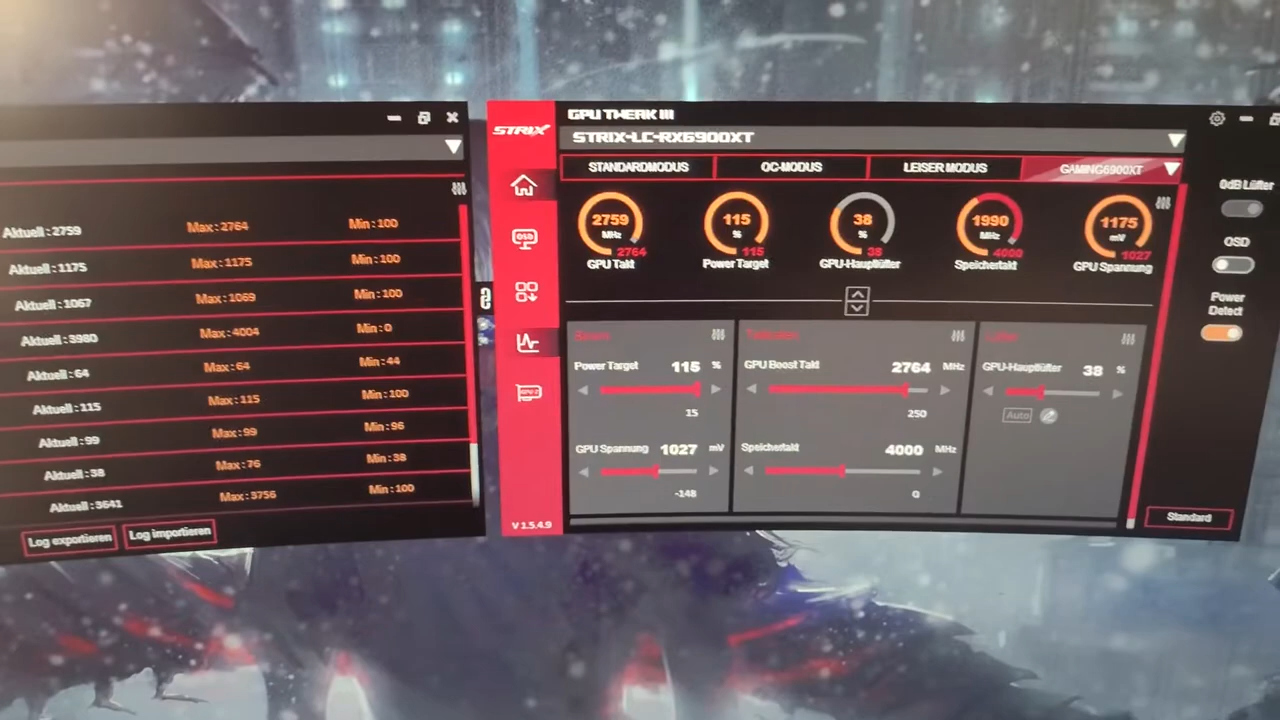 Aktuell:2759 Max:2764 Min:100
Aktuell:1175 Max:1175 Min:100
Aktuell:1067 Max:1069 Min:100
Aktuell:3980 Max:4004 Min:0
Aktuell:64 Max:64 Min:44
Aktuell:115 Max:115 Min:100
Aktuell:99 Max:99 Min:96
Aktuell:38 Max:76 Min:38
Aktuell:3641 Max:3756 Min:100
Log exportieren Log importieren
STRIX
GPU TWEAK III
STRIX-LC-RX6900XT
STANDARDMODUS OC-MODUS LEISER MODUS GAMING6900XT
2759 MHz 2764 GPU Takt
115 % 115 Power Target
38 % 38 GPU-Hauptlüfter
1990 MHz 4000 Speichertakt
1175 mV 1027 GPU Spannung
Power Target 115 %
15
GPU Spannung 1027 mV
-148
GPU Boost Takt 2764 MHz
250
Speichertakt 4000 MHz
0
GPU-Hauptlüfter 38 %
Auto
0dB Lüfter
OSD
Power
Detect
Standard
V 1.5.4.9